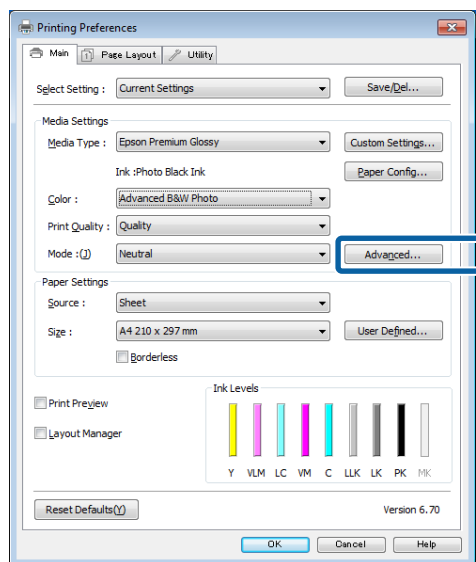 Printing Preferences
Main Page Layout Utility
Select Setting : Current Settings Save/Del...
Media Settings
Media Type : Epson Premium Glossy Custom Settings...
Ink :Photo Black Ink Paper Config...
Color : Advanced B&W Photo
Print Quality : Quality
Mode :(J) Neutral Advanced...
Paper Settings
Source : Sheet
Size : A4 210 x 297 mm User Defined...
Borderless
Ink Levels
Print Preview
Layout Manager
Y VLM LC VM C LLK LK PK MK
Reset Defaults(Y) Version 6.70
OK Cancel Help